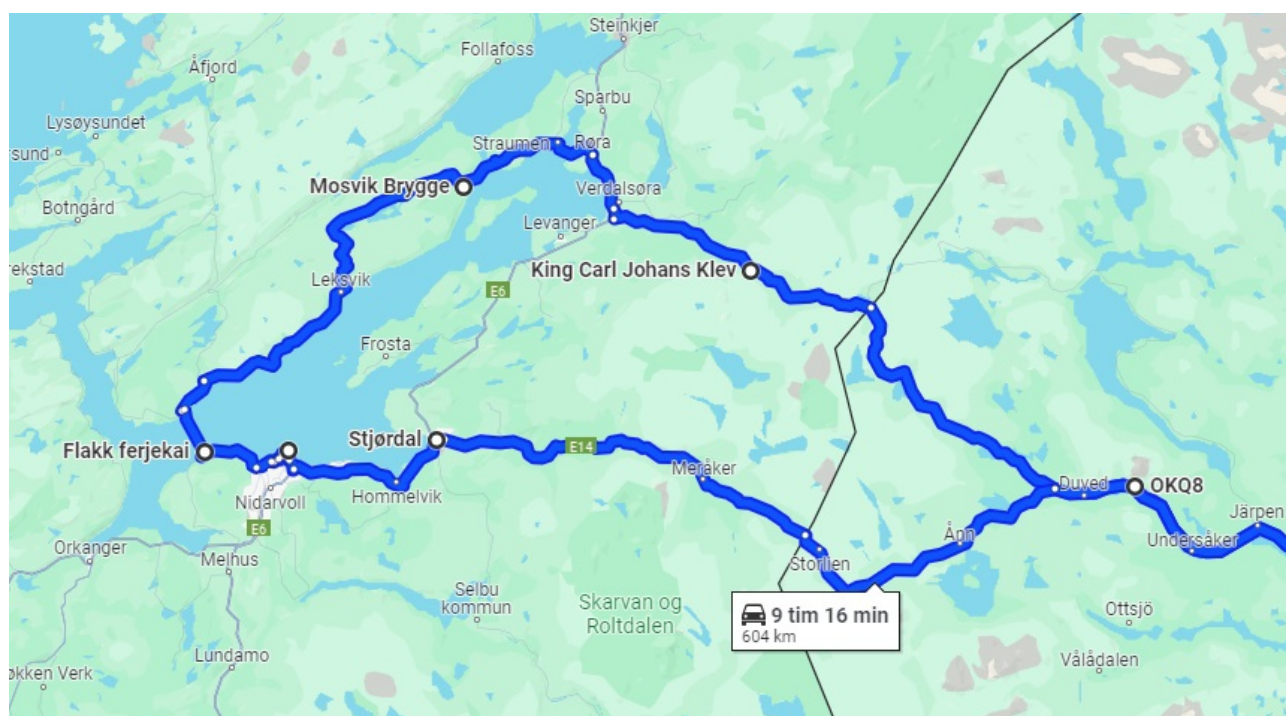 Steinkjer
Follafoss
Åfjord
Sparbu
Lysøysundet
Straumen
Røra
rsund
Mosvik Brygge
Verdalsøra
Botngård
Levanger
King Carl Johans Klev
rekstad
Leksvik
E6
Frosta
Flakk ferjekai
Stjørdal
E14
Meråker
Duved
OKQ8
Hommelvik
Nidarvoll
Järpen
E6
Ånn
Undersåker
Orkanger
Melhus
Storlien
Selbu
kommun
Skarvan og
Roltdalen
9 tim 16 min
604 km
Ottsjö
Lundamo
Vålådalen
økken Verk